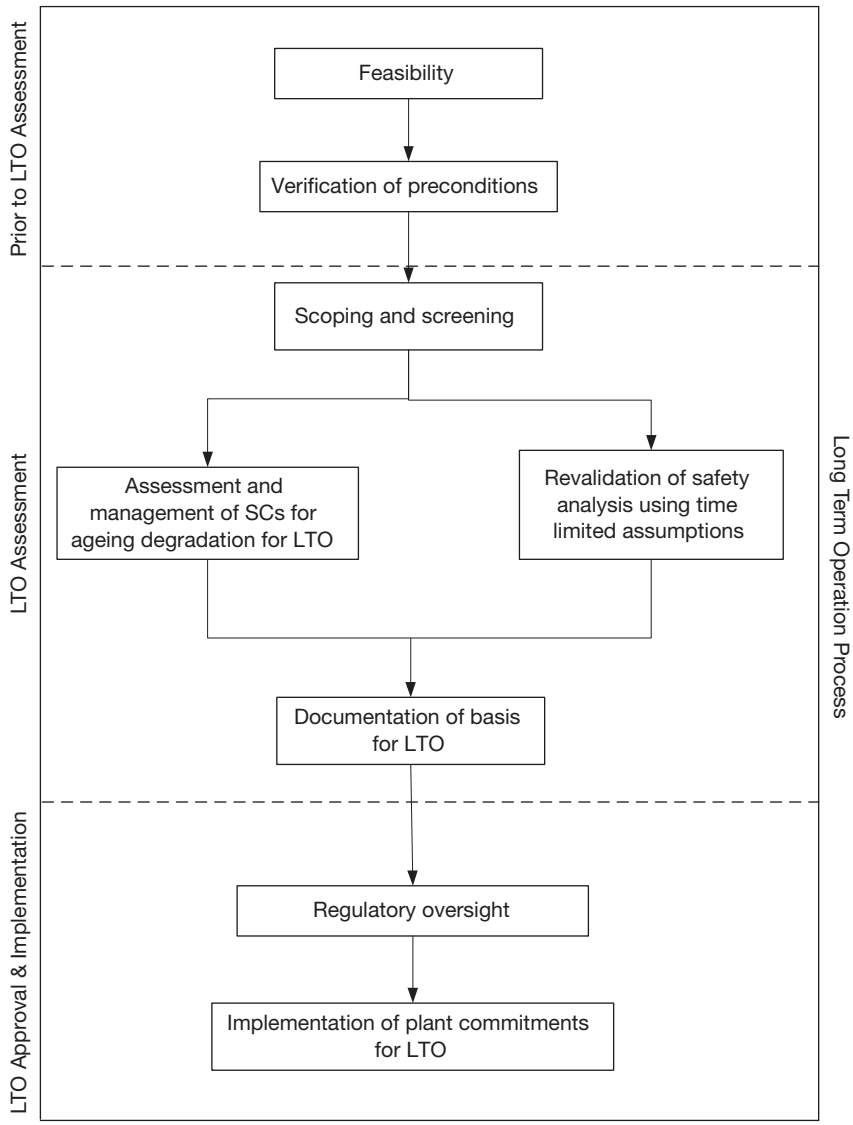 Prior to LTO Assessment
Feasibility
Verification of preconditions
LTO Assessment
Scoping and screening
Assessment and
management of SCs for
ageing degradation for LTO
Revalidation of safety
analysis using time
limited assumptions
Documentation of basis
for LTO
LTO Approval & Implementation
Regulatory oversight
Implementation of plant commitments
for LTO
Long Term Operation Process